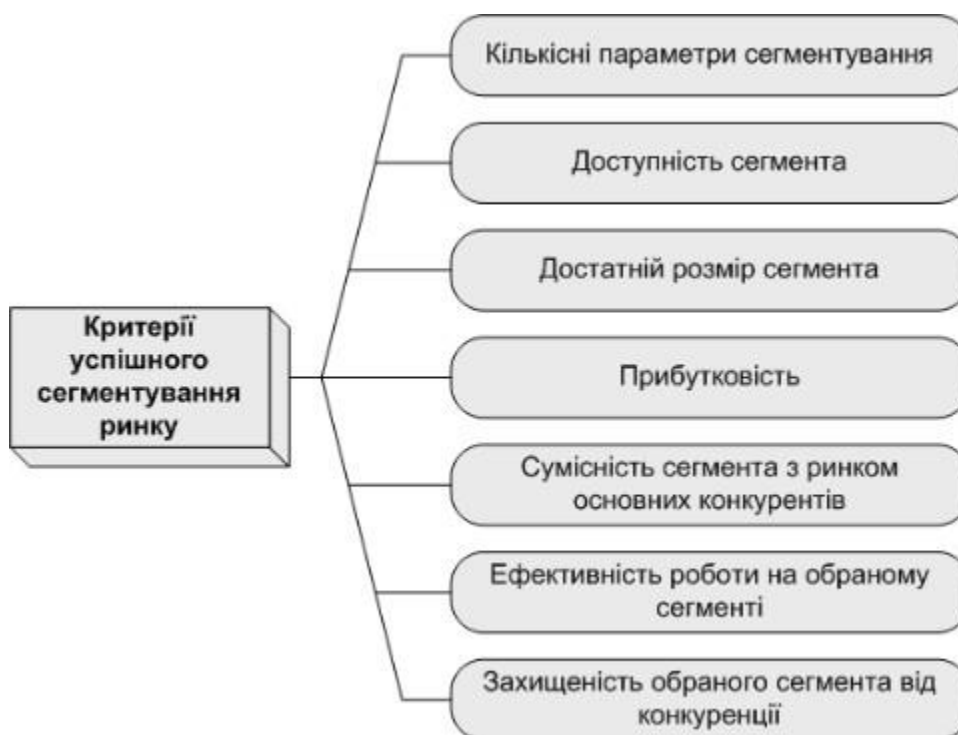 Критерії
успішного
сегментування
ринку
Кількісні параметри сегментування
Доступність сегмента
Достатній розмір сегмента
Прибутковість
Сумісність сегмента з ринком
основних конкурентів
Ефективність роботи на обраному
сегменті
Захищеність обраного сегмента від
конкуренції